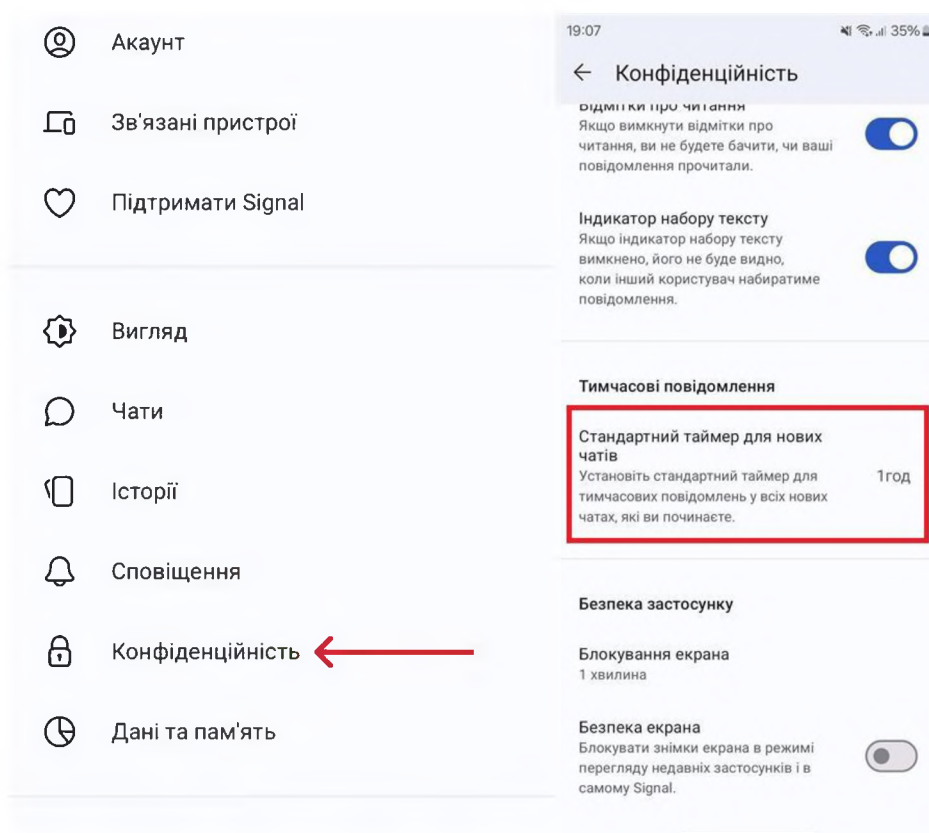 Акаунт
Зв'язані пристрої
Підтримати Signal
Вигляд
Чати
Історії
Сповіщення
Конфіденційність
Дані та пам'ять
19:07
35%
Конфіденційність
Відмітки про читання
Якщо вимкнути відмітки про
читання, ви не будете бачити, чи ваші
повідомлення прочитали.
Індикатор набору тексту
Якщо індикатор набору тексту
вимкнено, його не буде видно,
коли інший користувач набиратиме
повідомлення.
Тимчасові повідомлення
Стандартний таймер для нових
чатів
Установіть стандартний таймер для
тимчасових повідомлень у всіх нових
чатах, які ви починаєте.
1год
Безпека застосунку
Блокування екрана
1 хвилина
Безпека екрана
Блокувати знімки екрана в режимі
перегляду недавніх застосунків і в
самому Signal.